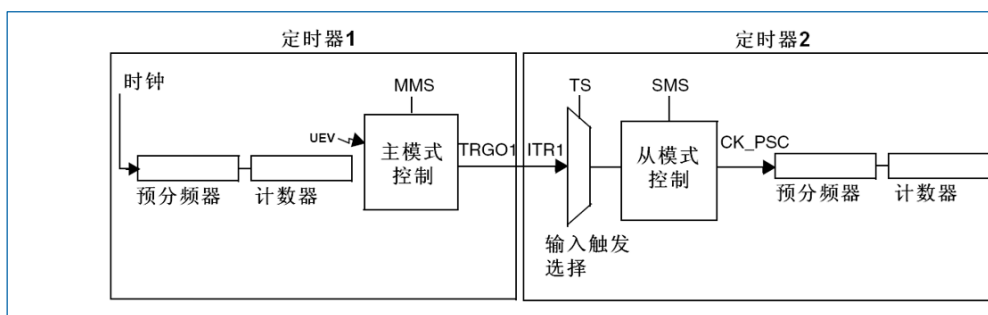 定时器1
定时器2
时钟
MMS
TS
SMS
UEV
主模式
控制
TRGO1
ITR1
从模式
控制
CK_PSC
预分频器
计数器
预分频器
计数器
输入触发
选择